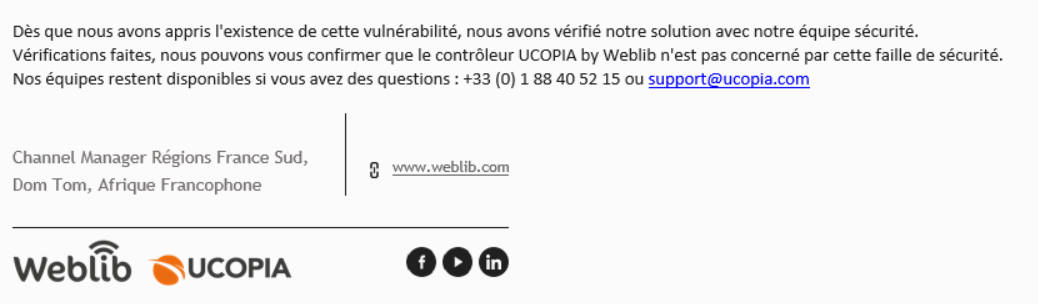 Dès que nous avons appris l'existence de cette vulnérabilité, nous avons vérifié notre solution avec notre équipe sécurité.
Vérifications faites, nous pouvons vous confirmer que le contrôleur UCOPIA by Weblib n'est pas concerné par cette faille de sécurité.
Nos équipes restent disponibles si vous avez des questions : +33 (0) 1 88 40 52 15 ou support@ucopia.com
Channel Manager Régions France Sud,
Dom Tom, Afrique Francophone
www.weblib.com
Weblib UCOPIA